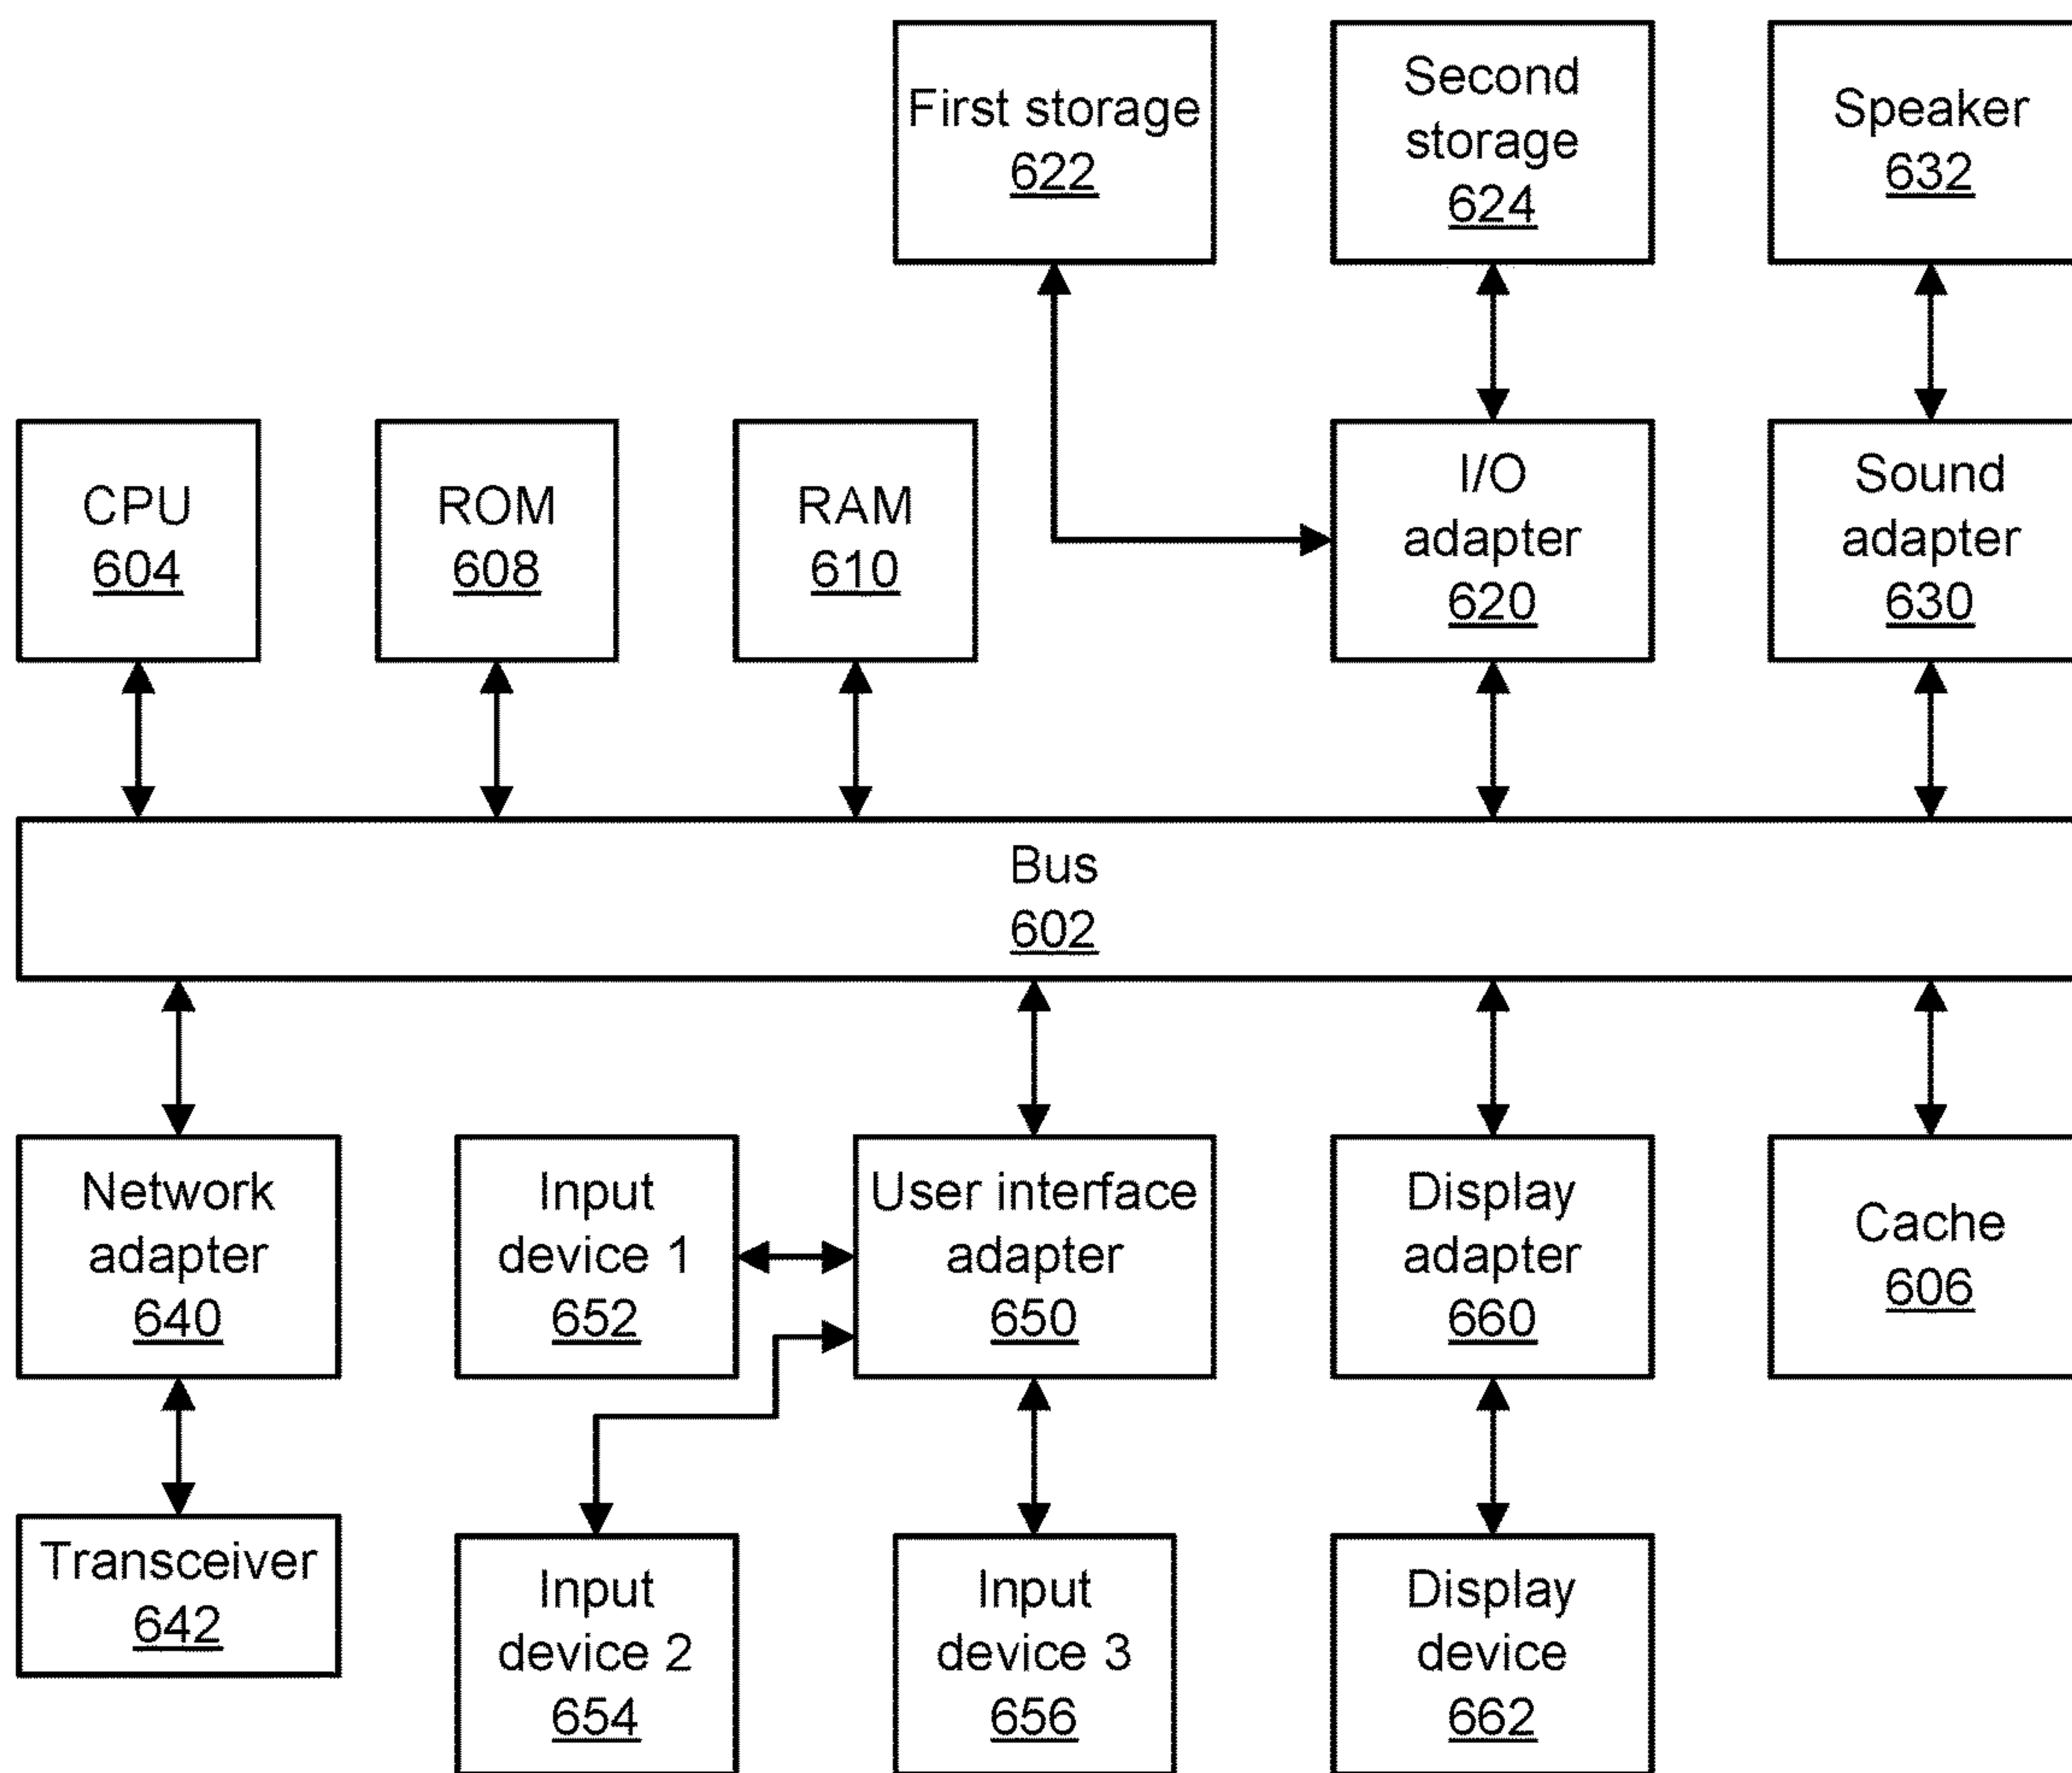 First storage
622
Second
storage
624
Speaker
632
CPU
604
ROM
608
RAM
610
I/O
adapter
620
Sound
adapter
630
Bus
602
Network
adapter
640
Input
device 1
652
User interface
adapter
650
Display
adapter
660
Cache
606
Transceiver
642
Input
device 2
654
Input
device 3
656
Display
device
662